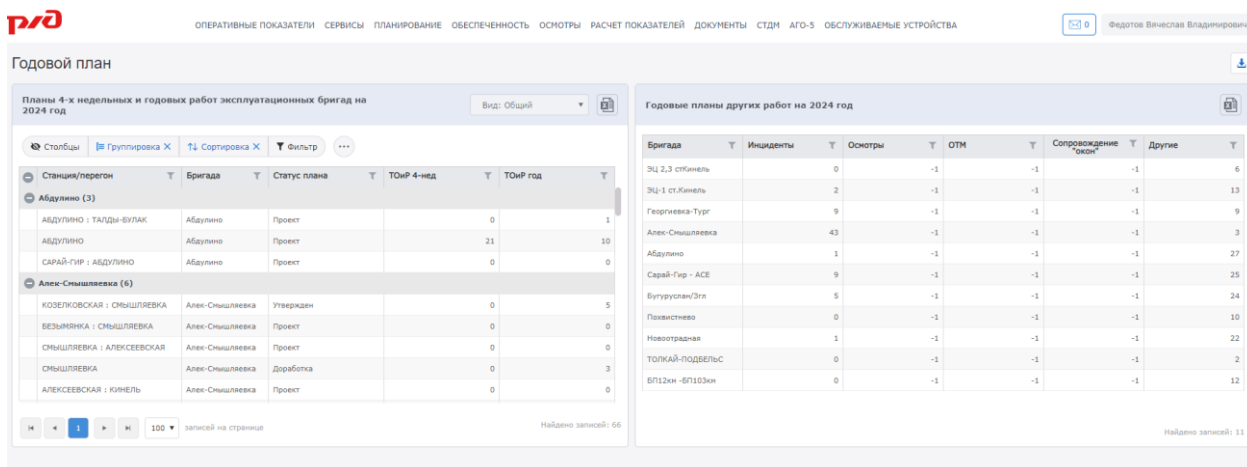 ржд
ОПЕРАТИВНЫЕ ПОКАЗАТЕЛИ СЕРВИСЫ ПЛАНИРОВАНИЕ ОБЕСПЕЧЕННОСТЬ ОСМОТРЫ РАСЧЕТ ПОКАЗАТЕЛЕЙ ДОКУМЕНТЫ СТДМ АГО-5 ОБСЛУЖИВАЕМЫЕ УСТРОЙСТВА
0
Федотов Вячеслав Владимирович
Годовой план
Планы 4-х недельных и годовых работ эксплуатационных бригад на
2024 год
Вид: Общий
Столбцы Группировка X Сортировка X Фильтр ...
Станция/перегон Бригада Статус плана ТОиР 4-нед ТОиР год
Абдулино (3)
АБДУЛИНО : ТАЛДЫ-БУЛАК Абдулино Проект 0 1
АБДУЛИНО Абдулино Проект 21 10
САРАЙ-ГИР : АБДУЛИНО Абдулино Проект 0 0
Алек-Смышляевка (6)
КОЗЕЛКОВСКАЯ : СМЫШЛЯЕВКА Алек-Смышляевка Утвержден 0 5
БЕЗЫМЯНКА : СМЫШЛЯЕВКА Алек-Смышляевка Проект 0 0
СМЫШЛЯЕВКА : АЛЕКСЕЕВСКАЯ Алек-Смышляевка Проект 0 0
СМЫШЛЯЕВКА Алек-Смышляевка Доработка 0 3
АЛЕКСЕЕВСКАЯ : КИНЕЛЬ Алек-Смышляевка Проект 0 0
1 100 записей на странице
Найдено записей: 66
Годовые планы других работ на 2024 год
Бригада Инциденты Осмотры ОТМ Сопровождение "окон" Другие
ЭЦ 2,3 стКинель 0 -1 -1 -1 6
ЭЦ-1 ст.Кинель 2 -1 -1 -1 13
Георгиевка-Тург 9 -1 -1 -1 9
Алек-Смышляевка 43 -1 -1 -1 3
Абдулино 1 -1 -1 -1 27
Сарай-Гир - АСЕ 9 -1 -1 -1 25
Бугуруслан/Згл 5 -1 -1 -1 24
Похвистнево 0 -1 -1 -1 10
Новоотрадная 1 -1 -1 -1 22
ТОЛКАЙ-ПОДБЕЛЬС 0 -1 -1 -1 2
БП12км -БП103км 0 -1 -1 -1 12
Найдено записей: 11